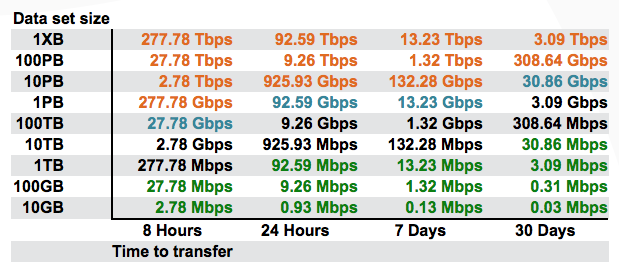 Data set size
1XB 277.78 Tbps 92.59 Tbps 13.23 Tbps 3.09 Tbps
100PB 27.78 Tbps 9.26 Tbps 1.32 Tbps 308.64 Gbps
10PB 2.78 Tbps 925.93 Gbps 132.28 Gbps 30.86 Gbps
1PB 277.78 Gbps 92.59 Gbps 13.23 Gbps 3.09 Gbps
100TB 27.78 Gbps 9.26 Gbps 1.32 Gbps 308.64 Mbps
10TB 2.78 Gbps 925.93 Mbps 132.28 Mbps 30.86 Mbps
1TB 277.78 Mbps 92.59 Mbps 13.23 Mbps 3.09 Mbps
100GB 27.78 Mbps 9.26 Mbps 1.32 Mbps 0.31 Mbps
10GB 2.78 Mbps 0.93 Mbps 0.13 Mbps 0.03 Mbps
8 Hours 24 Hours 7 Days 30 Days
Time to transfer